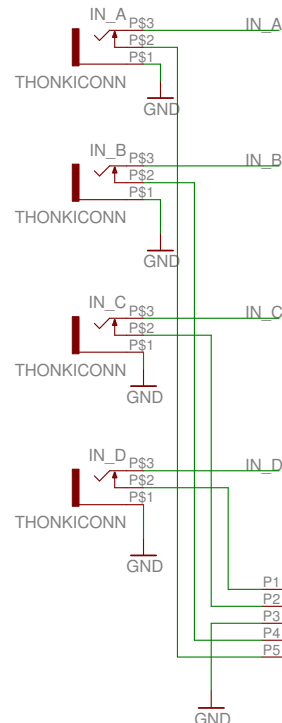 IN_A
P$3 IN_A
P$2
P$1
THONKICONN
GND
IN_B
P$3 IN_B
P$2
P$1
THONKICONN
GND
IN_C
P$3 IN_C
P$2
P$1
THONKICONN
GND
IN_D
P$3 IN_D
P$2
P$1
THONKICONN
GND
P1
P2
P3
P4
P5
GND